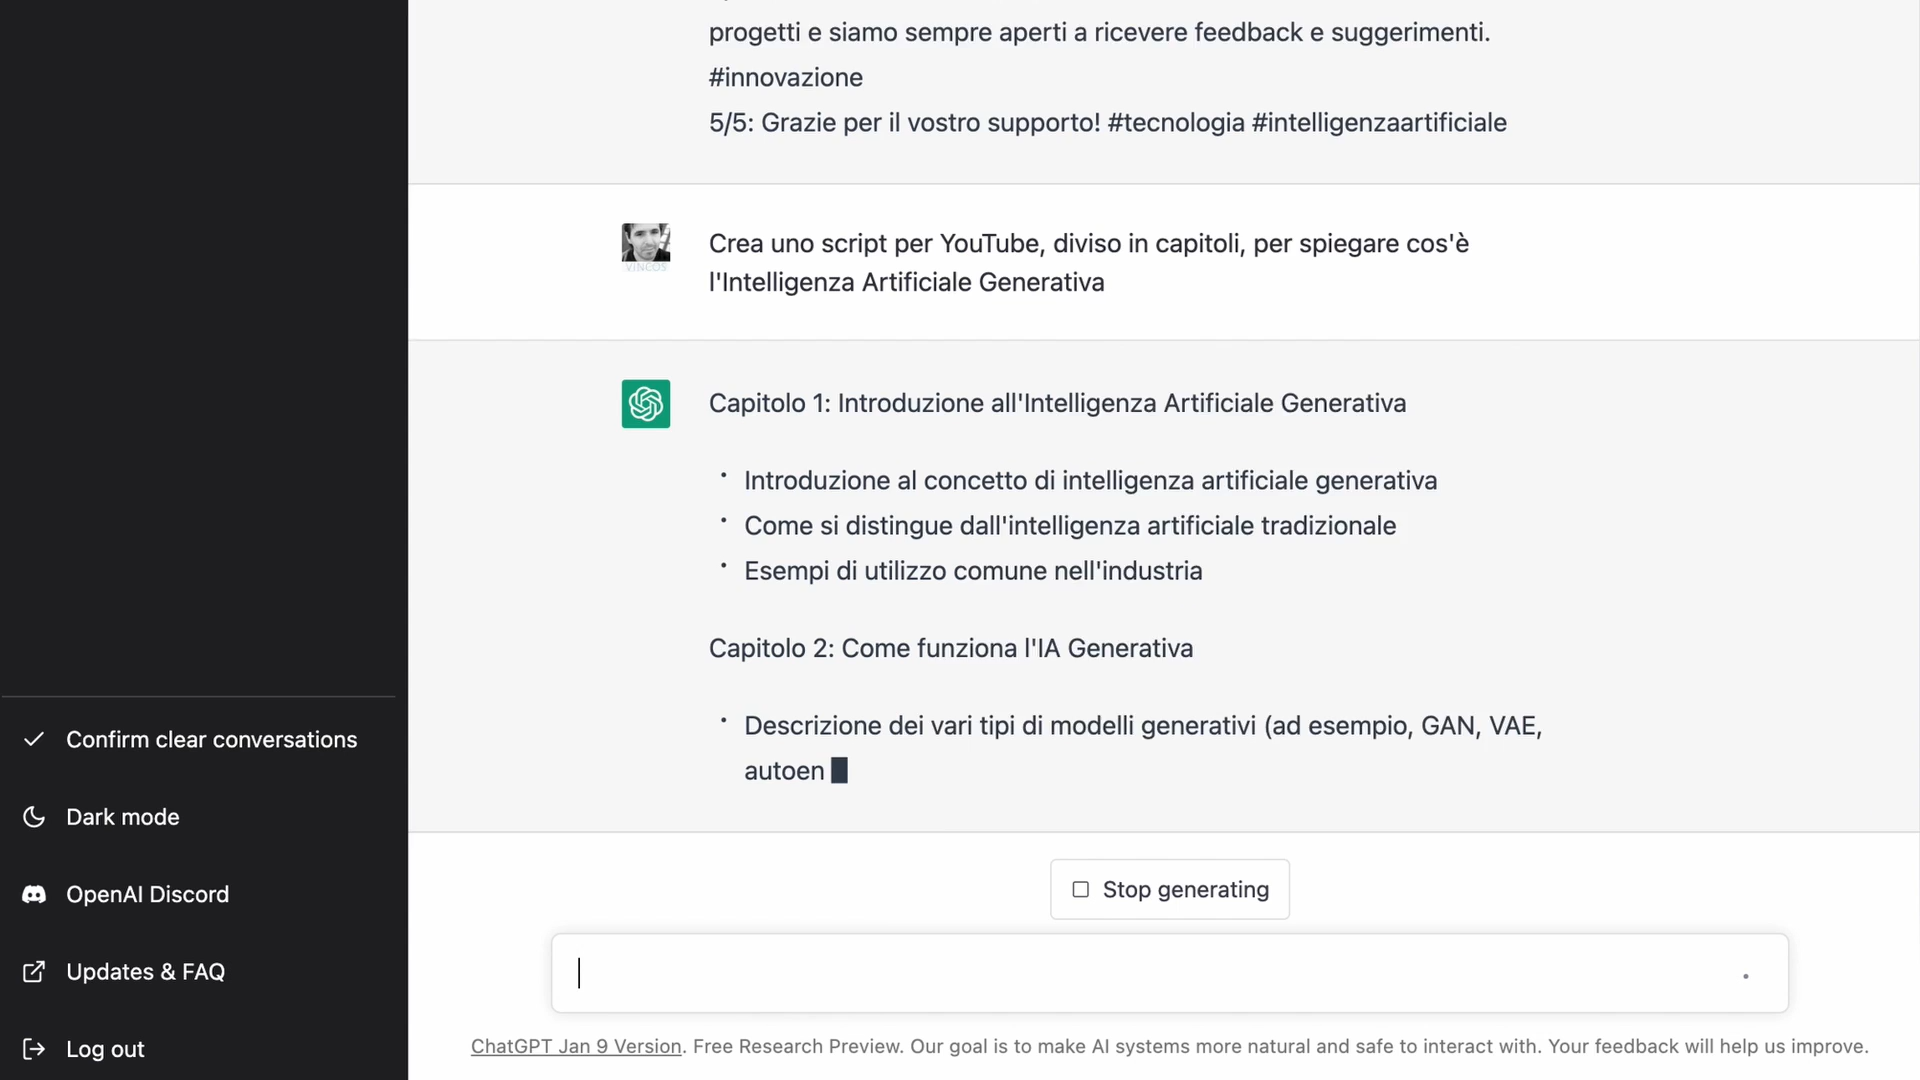 progetti e siamo sempre aperti a ricevere feedback e suggerimenti.
#innovazione
5/5: Grazie per il vostro supporto! #tecnologia #intelligenzaartificiale
VINCOS
Crea uno script per YouTube, diviso in capitoli, per spiegare cos'è
l'Intelligenza Artificiale Generativa
Capitolo 1: Introduzione all'Intelligenza Artificiale Generativa
• Introduzione al concetto di intelligenza artificiale generativa
• Come si distingue dall'intelligenza artificiale tradizionale
• Esempi di utilizzo comune nell'industria
Capitolo 2: Come funziona l'IA Generativa
• Descrizione dei vari tipi di modelli generativi (ad esempio, GAN, VAE,
autoen
Confirm clear conversations
Dark mode
OpenAI Discord
Updates & FAQ
Log out
Stop generating
ChatGPT Jan 9 Version. Free Research Preview. Our goal is to make AI systems more natural and safe to interact with. Your feedback will help us improve.